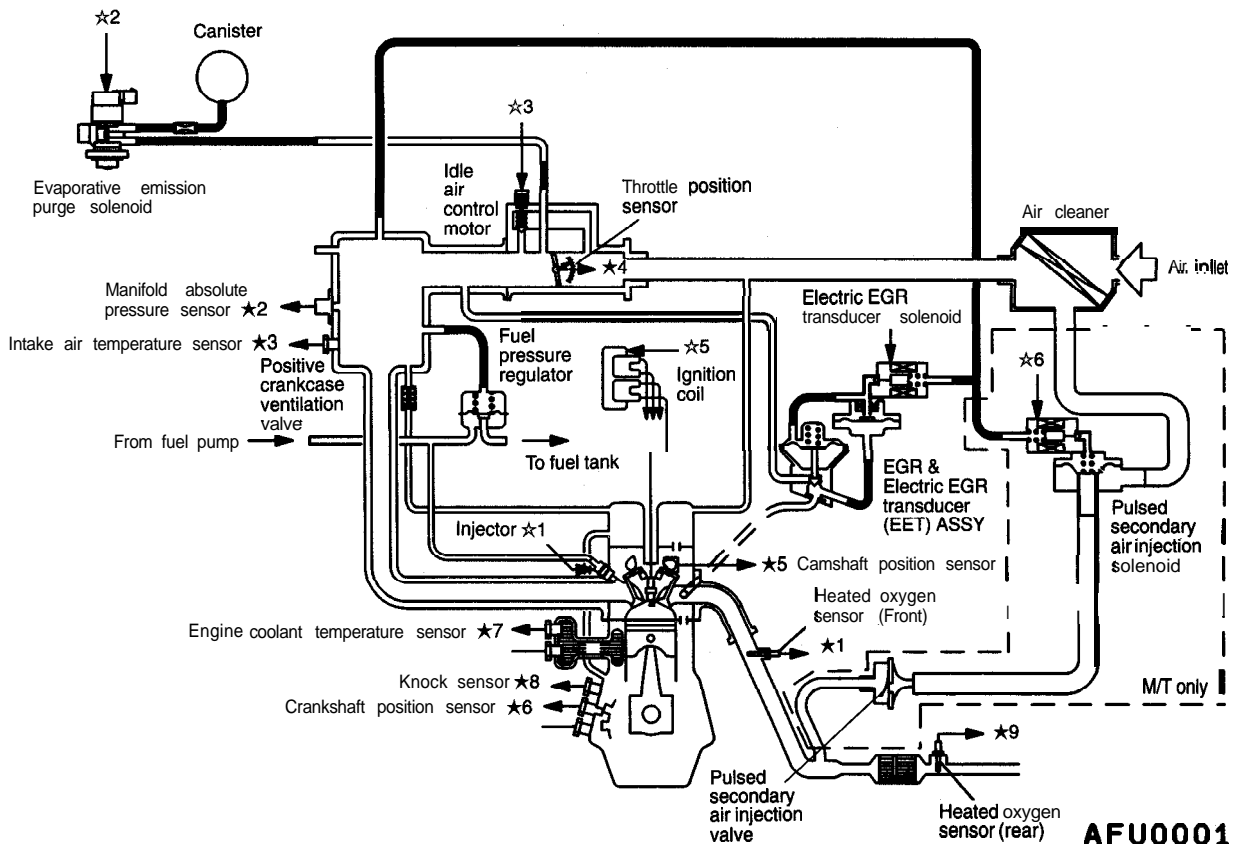 ☆2
Canister
Evaporative emission
purge solenoid
☆3
Idle
air
control
motor
Throttle position
sensor
★4
Air cleaner
Air inllet
Manifold absolute
pressure sensor ★2
Intake air temperature sensor ★3
Positive
crankcase
ventilation
valve
Fuel
pressure
regulator
☆5
Ignition
coil
Electric EGR
transducer solenoid
☆6
From fuel pump
To fuel tank
EGR &
Electric EGR
transducer
(EET) ASSY
Pulsed
secondary
air injection
solenoid
Injector ☆1
★5 Camshaft position sensor
Heated oxygen
sensor (Front)
★1
Engine coolant temperature sensor ★7
Knock sensor ★8
Crankshaft position sensor ★6
M/T only
★9
Pulsed
secondary
air injection
valve
Heated oxygen
sensor (rear)
AFU0001